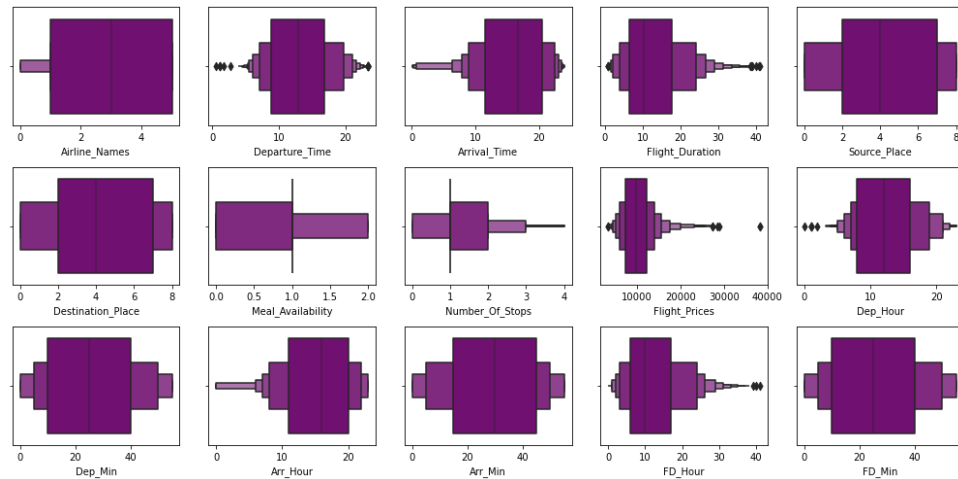 0 2 4
Airline_Names
0 10 20
Departure_Time
0 10 20
Arrival_Time
0 10 20 30 40
Flight_Duration
0 2 4 6 8
Source_Place
0 2 4 6 8
Destination_Place
0.0 0.5 1.0 1.5 2.0
Meal_Availability
0 1 2 3 4
Number_Of_Stops
10000 20000 30000 40000
Flight_Prices
0 10 20
Dep_Hour
0 20 40
Dep_Min
0 10 20
Arr_Hour
0 20 40
Arr_Min
0 10 20 30 40
FD_Hour
0 20 40
FD_Min